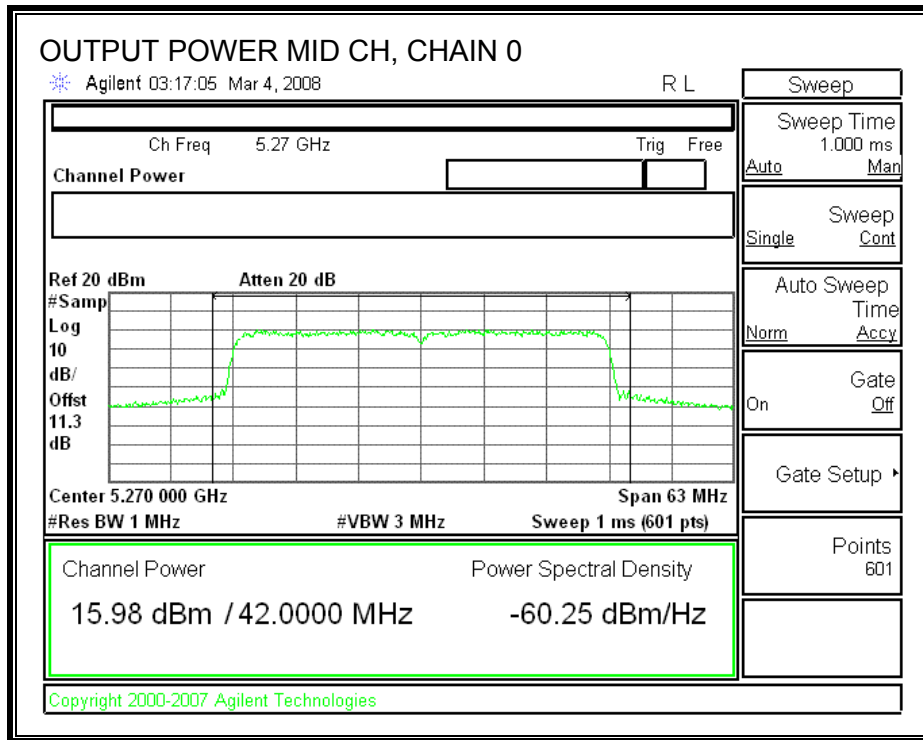 OUTPUT POWER MID CH, CHAIN 0
Agilent 03:17:05 Mar 4, 2008 R L
Sweep
Ch Freq 5.27 GHz Trig Free
Channel Power
Sweep Time
1.000 ms
Auto Man
Sweep
Single Cont
Ref 20 dBm Atten 20 dB
#Samp
Log
10
dB/
Offst
11.3
dB
Auto Sweep
Time
Norm Accy
Gate
On Off
Center 5.270 000 GHz Span 63 MHz
#Res BW 1 MHz #VBW 3 MHz Sweep 1 ms (601 pts)
Gate Setup
Channel Power Power Spectral Density
15.98 dBm / 42.0000 MHz -60.25 dBm/Hz
Points
601
Copyright 2000-2007 Agilent Technologies